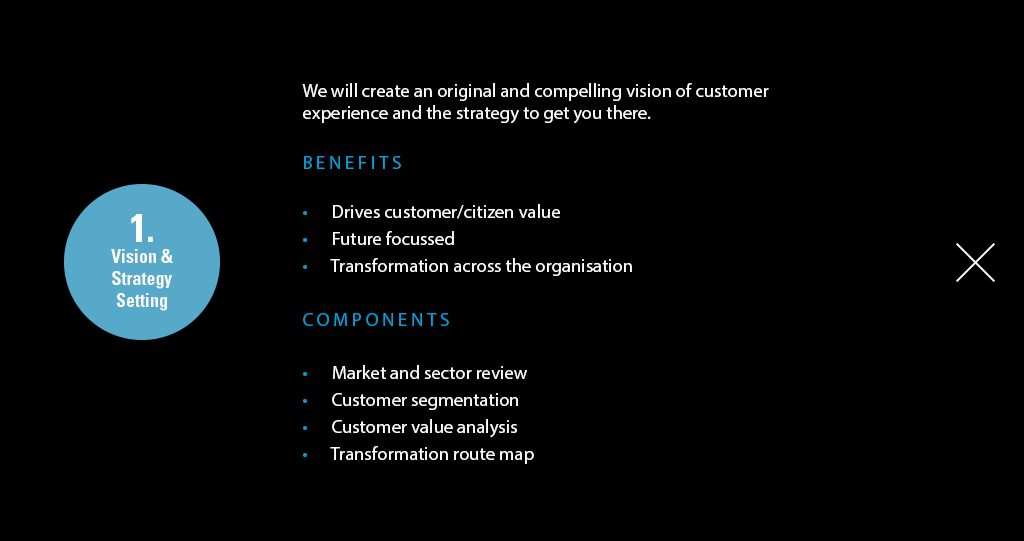 We will create an original and compelling vision of customer
experience and the strategy to get you there.
BENEFITS
• Drives customer/citizen value
• Future focussed
• Transformation across the organisation
1.
Vision &
Strategy
Setting
COMPONENTS
• Market and sector review
• Customer segmentation
• Customer value analysis
• Transformation route map